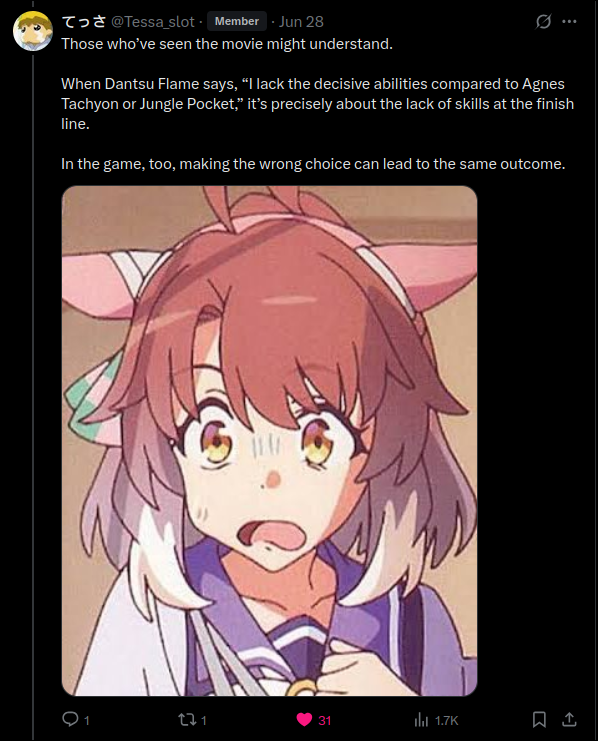 てっさ @Tessa_slot · Member · Jun 28
Those who've seen the movie might understand.
When Dantsu Flame says, “I lack the decisive abilities compared to Agnes
Tachyon or Jungle Pocket,” it's precisely about the lack of skills at the finish
line.
In the game, too, making the wrong choice can lead to the same outcome.
1 1 31 1.7K